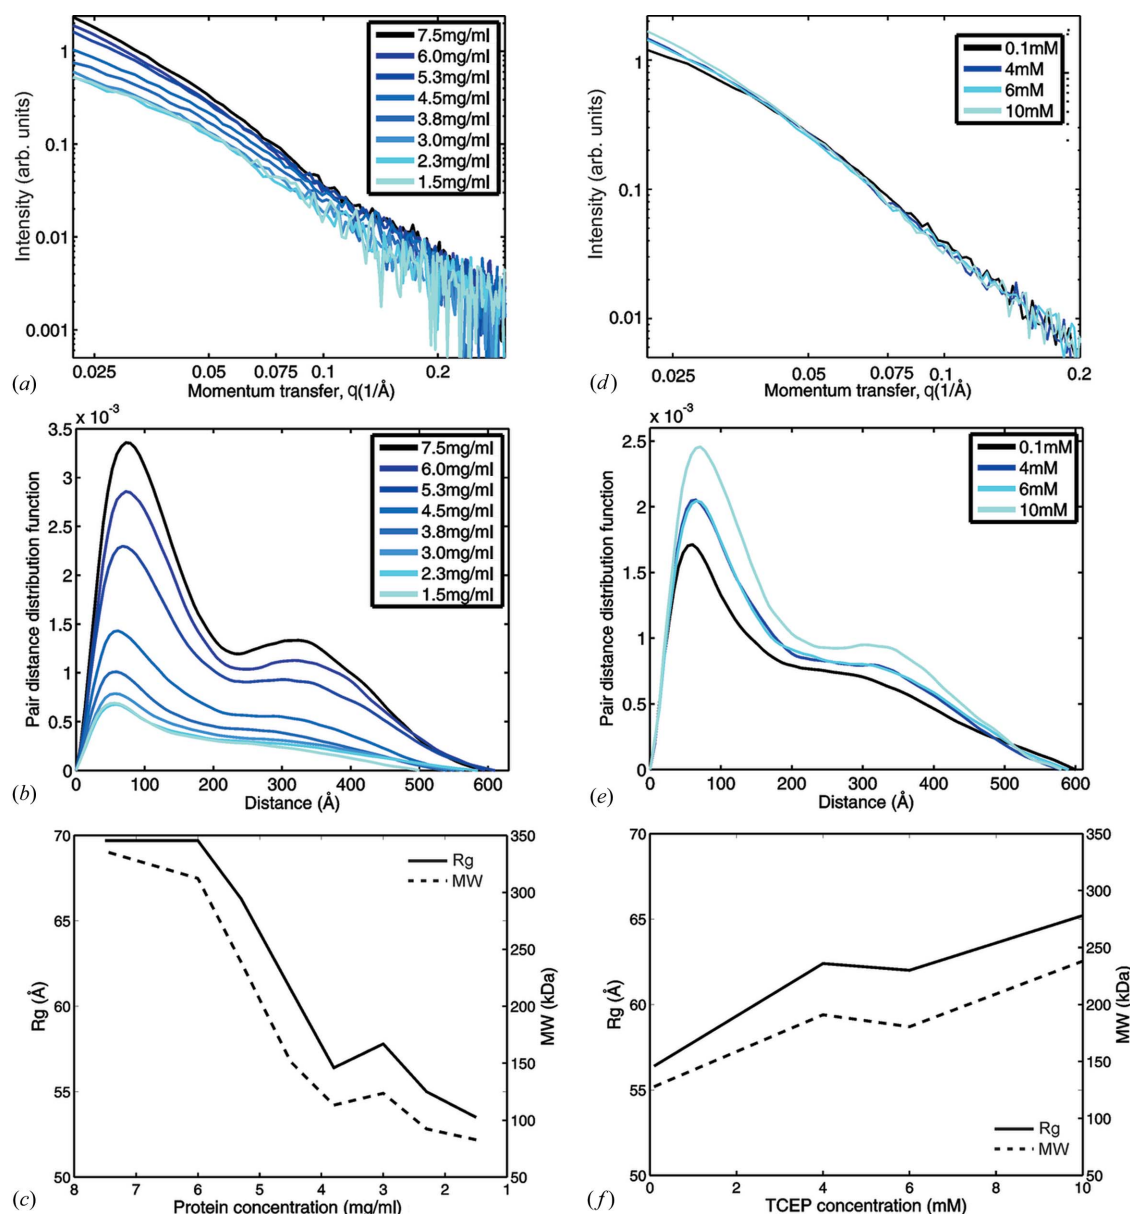 1
0.1
0.01
0.001
Intensity (arb. units)
7.5mg/ml
6.0mg/ml
5.3mg/ml
4.5mg/ml
3.8mg/ml
3.0mg/ml
2.3mg/ml
1.5mg/ml
0.025 0.05 0.1 0.2
(a) Momentum transfer, q(1/Å)
1
0.1
0.01
Intensity (arb. units)
0.1mM
4mM
6mM
10mM
0.025 0.05 0.075 0.1 0.2
(d) Momentum transfer, q(1/Å)
x 10-3
3.5
3
2.5
2
1.5
1
0.5
0
Pair distance distribution function
7.5mg/ml
6.0mg/ml
5.3mg/ml
4.5mg/ml
3.8mg/ml
3.0mg/ml
2.3mg/ml
1.5mg/ml
0 100 200 300 400 500 600
(b) Distance (Å)
x 10-3
2.5
2
1.5
1
0.5
0
Pair distance distribution function
0.1mM
4mM
6mM
10mM
0 100 200 300 400 500 600
(e) Distance (Å)
70
65
60
55
50
Rg (Å)
Rg
MW
350
300
250
200
150
100
50
MW (kDa)
8 7 6 5 4 3 2 1
(c) Protein concentration (mg/ml)
70
65
60
55
50
Rg (Å)
Rg
MW
350
300
250
200
150
100
50
MW (kDa)
0 2 4 6 8 10
(f) TCEP concentration (mM)